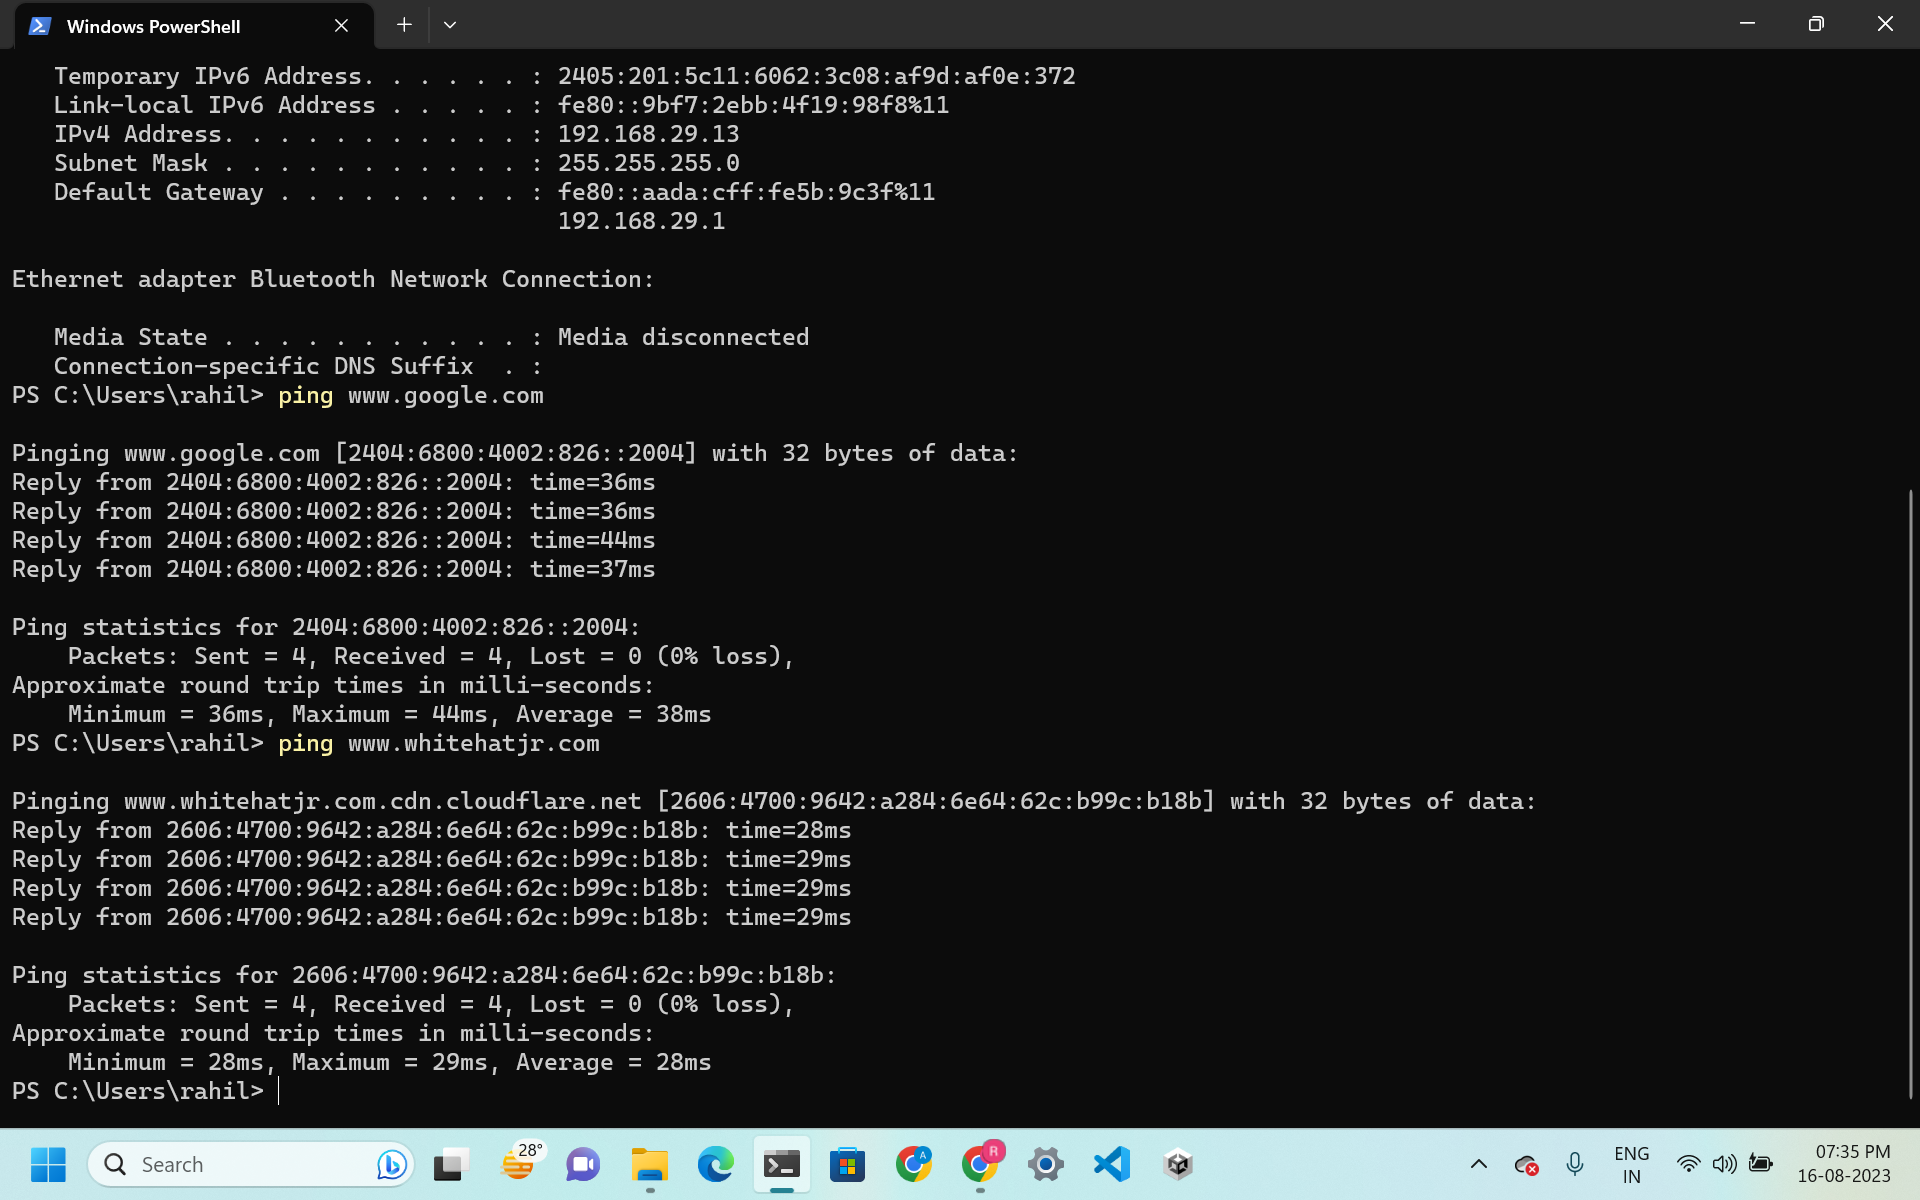 Windows PowerShell
Temporary IPv6 Address. . . . . . : 2405:201:5c11:6062:3c08:af9d:af0e:372
Link-local IPv6 Address . . . . . : fe80::9bf7:2ebb:4f19:98f8%11
IPv4 Address. . . . . . . . . . . : 192.168.29.13
Subnet Mask . . . . . . . . . . . : 255.255.255.0
Default Gateway . . . . . . . . . : fe80::aada:cff:fe5b:9c3f%11
192.168.29.1
Ethernet adapter Bluetooth Network Connection:
Media State . . . . . . . . . . . : Media disconnected
Connection-specific DNS Suffix  . :
PS C:\Users\rahil> ping www.google.com
Pinging www.google.com [2404:6800:4002:826::2004] with 32 bytes of data:
Reply from 2404:6800:4002:826::2004: time=36ms
Reply from 2404:6800:4002:826::2004: time=36ms
Reply from 2404:6800:4002:826::2004: time=44ms
Reply from 2404:6800:4002:826::2004: time=37ms
Ping statistics for 2404:6800:4002:826::2004:
Packets: Sent = 4, Received = 4, Lost = 0 (0% loss),
Approximate round trip times in milli-seconds:
Minimum = 36ms, Maximum = 44ms, Average = 38ms
PS C:\Users\rahil> ping www.whitehatjr.com
Pinging www.whitehatjr.com.cdn.cloudflare.net [2606:4700:9642:a284:6e64:62c:b99c:b18b] with 32 bytes of data:
Reply from 2606:4700:9642:a284:6e64:62c:b99c:b18b: time=28ms
Reply from 2606:4700:9642:a284:6e64:62c:b99c:b18b: time=29ms
Reply from 2606:4700:9642:a284:6e64:62c:b99c:b18b: time=29ms
Reply from 2606:4700:9642:a284:6e64:62c:b99c:b18b: time=29ms
Ping statistics for 2606:4700:9642:a284:6e64:62c:b99c:b18b:
Packets: Sent = 4, Received = 4, Lost = 0 (0% loss),
Approximate round trip times in milli-seconds:
Minimum = 28ms, Maximum = 29ms, Average = 28ms
PS C:\Users\rahil>
Search
28°
A
R
ENG
IN
07:35 PM
16-08-2023